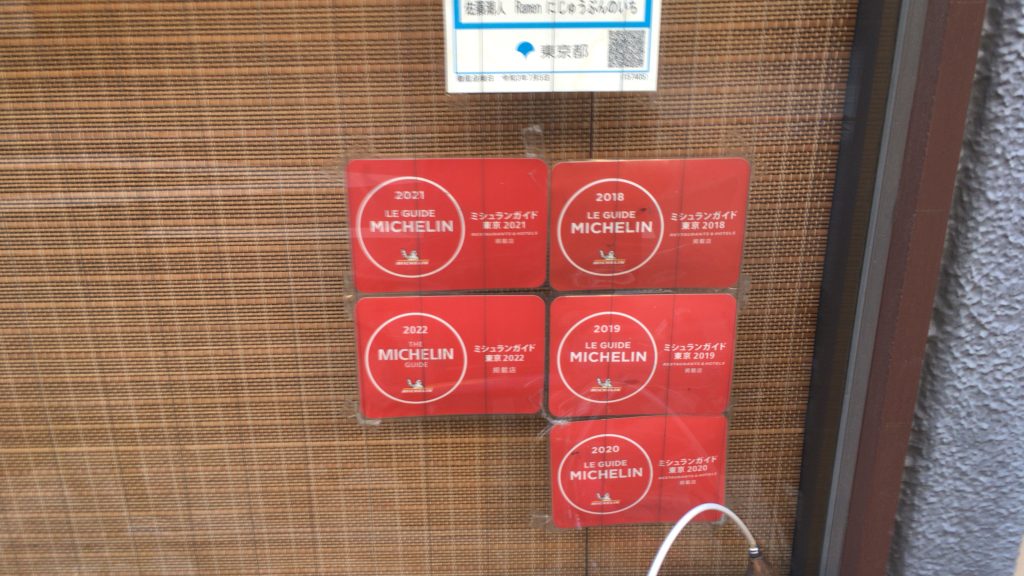 佐藤潮人 Ramen にじゅうぶんのいち
東京都
2021
LE GUIDE
MICHELIN
ミシュランガイド
東京 2021
RESTAURANTS & HOTELS
掲載店
2018
LE GUIDE
MICHELIN
ミシュランガイド
東京 2018
RESTAURANTS & HOTELS
掲載店
2022
THE
MICHELIN
GUIDE
ミシュランガイド
東京 2022
掲載店
2019
LE GUIDE
MICHELIN
ミシュランガイド
東京 2019
RESTAURANTS & HOTELS
掲載店
2020
LE GUIDE
MICHELIN
ミシュランガイド
東京 2020
RESTAURANTS & HOTELS
掲載店